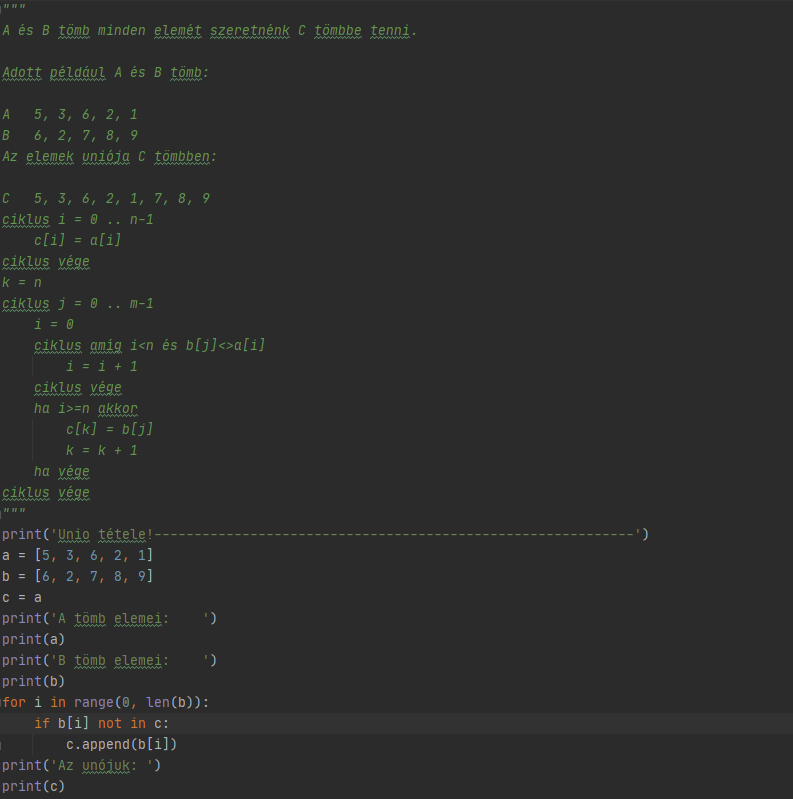 """
A és B tömb minden elemét szeretnénk C tömbbe tenni.
Adott például A és B tömb:
A   5, 3, 6, 2, 1
B   6, 2, 7, 8, 9
Az elemek uniója C tömbben:
C   5, 3, 6, 2, 1, 7, 8, 9
ciklus i = 0 .. n-1
    c[i] = a[i]
ciklus vége
k = n
ciklus j = 0 .. m-1
    i = 0
    ciklus amíg i<n és b[j]<>a[i]
        i = i + 1
    ciklus vége
    ha i>=n akkor
        c[k] = b[j]
        k = k + 1
    ha vége
ciklus vége
"""
print('Unio tétele!------------------------------------------------------------')
a = [5, 3, 6, 2, 1]
b = [6, 2, 7, 8, 9]
c = a
print('A tömb elemei:    ')
print(a)
print('B tömb elemei:    ')
print(b)
for i in range(0, len(b)):
    if b[i] not in c:
        c.append(b[i])
print('Az unójuk: ')
print(c)